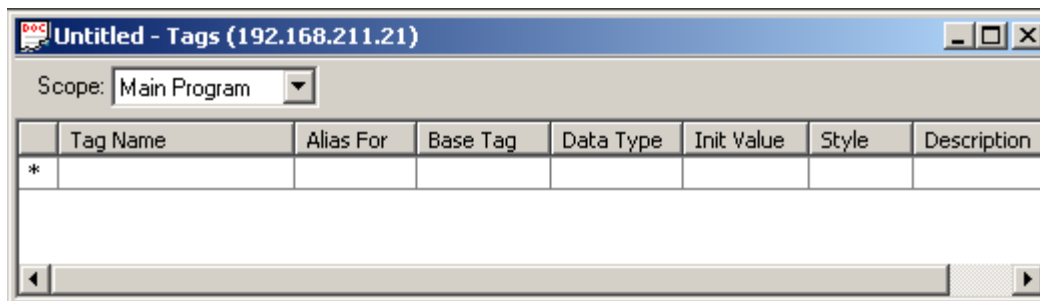 DOC Untitled - Tags (192.168.211.21)
Scope: Main Program
Tag Name Alias For Base Tag Data Type Init Value Style Description
*